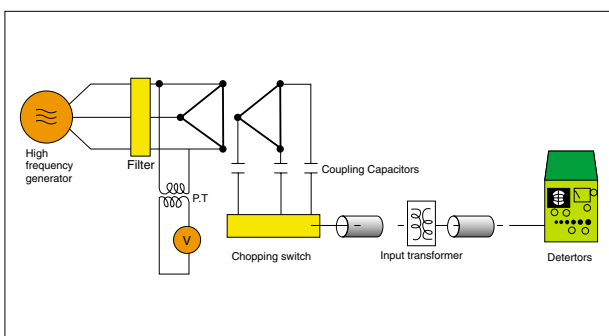 High
frequency
generator
Filter
P.T
V
Coupling Capacitors
Chopping switch
Input transformer
Detertors